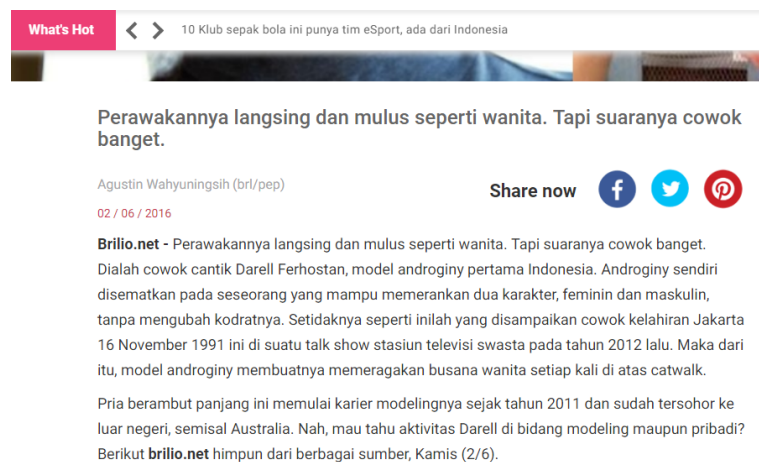 What's Hot
10 Klub sepak bola ini punya tim eSport, ada dari Indonesia
Perawakannya langsing dan mulus seperti wanita. Tapi suaranya cowok
banget.
Agustin Wahyuningsih (brl/pep)
Share now
02 / 06 / 2016
Brilio.net - Perawakannya langsing dan mulus seperti wanita. Tapi suaranya cowok banget.
Dialah cowok cantik Darell Ferhostan, model androginy pertama Indonesia. Androginy sendiri
disematkan pada seseorang yang mampu memerankan dua karakter, feminin dan maskulin,
tanpa mengubah kodratnya. Setidaknya seperti inilah yang disampaikan cowok kelahiran Jakarta
16 November 1991 ini di suatu talk show stasiun televisi swasta pada tahun 2012 lalu. Maka dari
itu, model androginy membuatnya memeragakan busana wanita setiap kali di atas catwalk.
Pria berambut panjang ini memulai karier modelingnya sejak tahun 2011 dan sudah tersohor ke
luar negeri, semisal Australia. Nah, mau tahu aktivitas Darell di bidang modeling maupun pribadi?
Berikut brilio.net himpun dari berbagai sumber, Kamis (2/6).